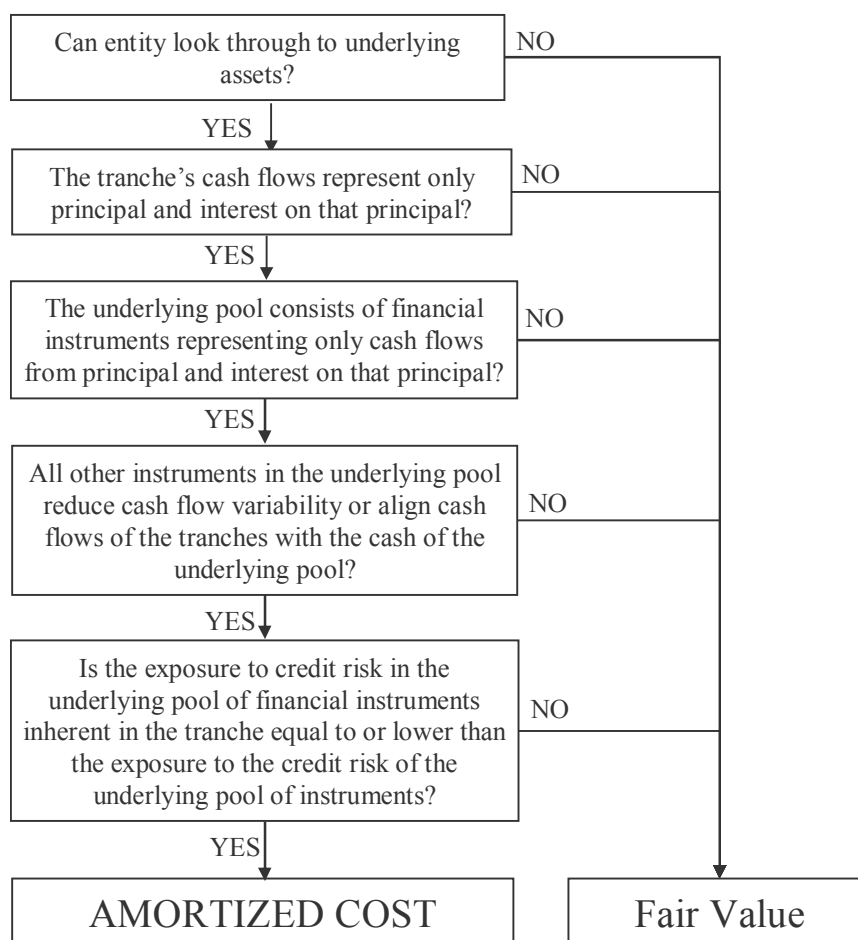 Can entity look through to underlying
assets?
NO
YES
The tranche’s cash flows represent only
principal and interest on that principal?
NO
YES
The underlying pool consists of financial
instruments representing only cash flows
from principal and interest on that principal?
NO
YES
All other instruments in the underlying pool
reduce cash flow variability or align cash
flows of the tranches with the cash of the
underlying pool?
NO
YES
Is the exposure to credit risk in the
underlying pool of financial instruments
inherent in the tranche equal to or lower than
the exposure to the credit risk of the
underlying pool of instruments?
NO
YES
AMORTIZED COST
Fair Value